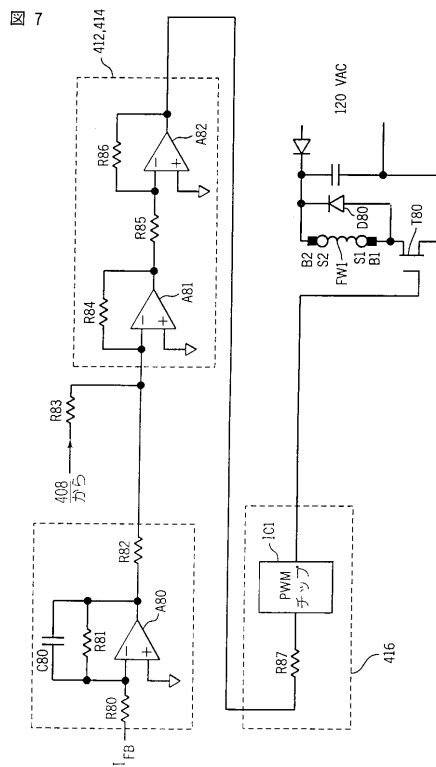 図 7
412,414
R86
A82
R85
R84
A81
R83
408
から
R82
C80
R81
A80
R80
I FB
120 VAC
D80
T80
B2
S2
FW1
S1
B1
IC1
PWM
チップ
R87
416